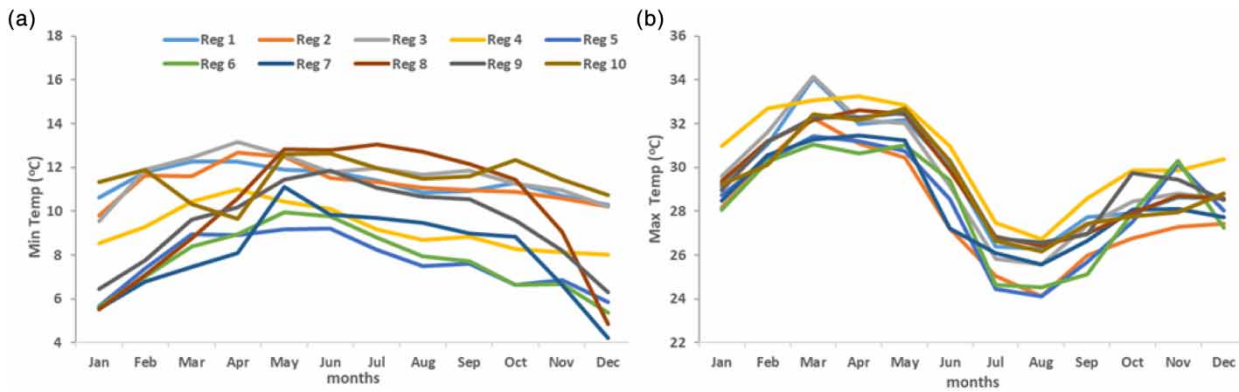 (a)
18
16
14
12
10
8
6
4
Min Temp (°C)
Reg 1 Reg 2 Reg 3 Reg 4 Reg 5
Reg 6 Reg 7 Reg 8 Reg 9 Reg 10
Jan Feb Mar Apr May Jun Jul Aug Sep Oct Nov Dec
months
(b)
36
34
32
30
28
26
24
22
Max Temp (°C)
Jan Feb Mar Apr May Jun Jul Aug Sep Oct Nov Dec
months